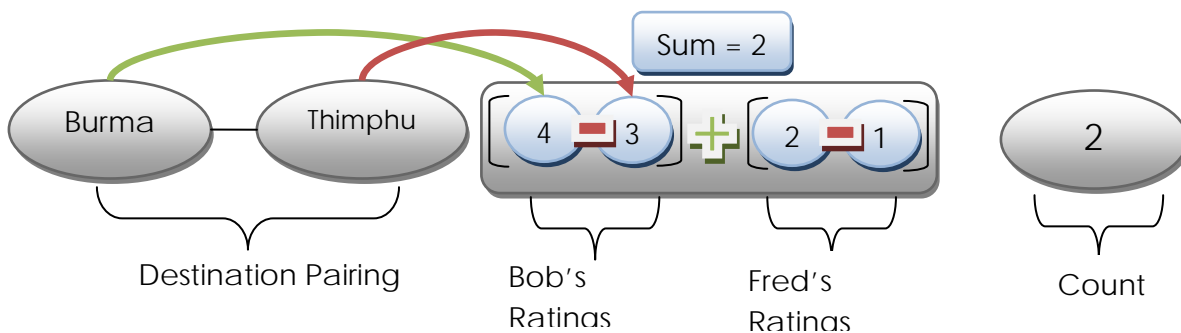 Sum = 2
Burma
Thimphu
4
3
2
1
2
Destination Pairing
Bob's
Ratings
Fred's
Ratings
Count